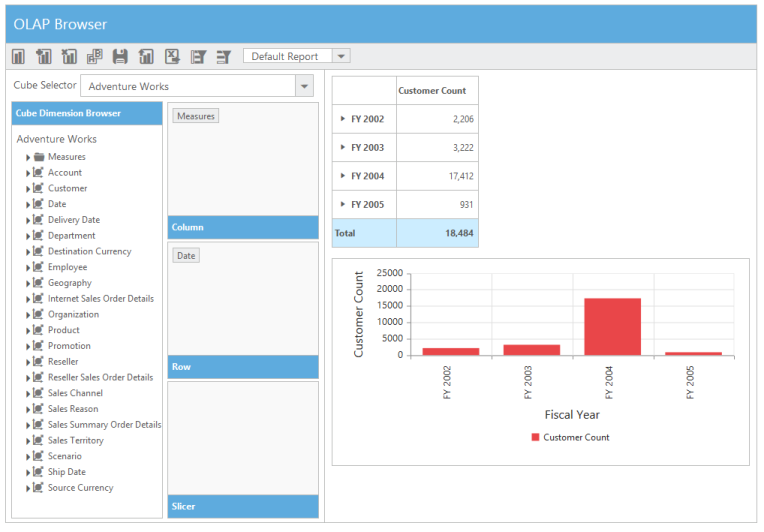 OLAP Browser
Default Report
Cube Selector
Adventure Works
Cube Dimension Browser
Adventure Works
Measures
Account
Customer
Date
Delivery Date
Department
Destination Currency
Employee
Geography
Internet Sales Order Details
Organization
Product
Promotion
Reseller
Reseller Sales Order Details
Sales Channel
Sales Reason
Sales Summary Order Details
Sales Territory
Scenario
Ship Date
Source Currency
Measures
Column
Date
Row
Slicer
Customer Count
FY 2002 2,206
FY 2003 3,222
FY 2004 17,412
FY 2005 931
Total 18,484
Customer Count
25000
20000
15000
10000
5000
0
FY 2002
FY 2003
FY 2004
FY 2005
Fiscal Year
Customer Count